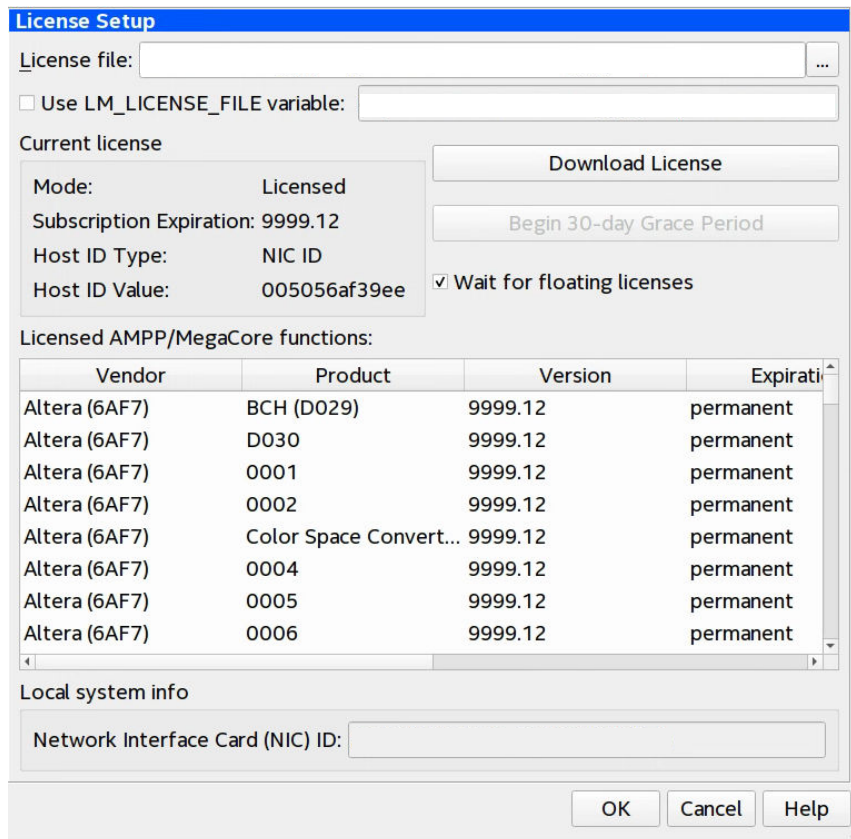 License Setup
License file: ...
Use LM_LICENSE_FILE variable:
Current license
Download License
Mode: Licensed
Subscription Expiration: 9999.12
Begin 30-day Grace Period
Host ID Type: NIC ID
Host ID Value: 005056af39ee
Wait for floating licenses
Licensed AMPP/MegaCore functions:
Vendor Product Version Expirati
Altera (6AF7) BCH (D029) 9999.12 permanent
Altera (6AF7) D030 9999.12 permanent
Altera (6AF7) 0001 9999.12 permanent
Altera (6AF7) 0002 9999.12 permanent
Altera (6AF7) Color Space Convert... 9999.12 permanent
Altera (6AF7) 0004 9999.12 permanent
Altera (6AF7) 0005 9999.12 permanent
Altera (6AF7) 0006 9999.12 permanent
Local system info
Network Interface Card (NIC) ID:
OK Cancel Help